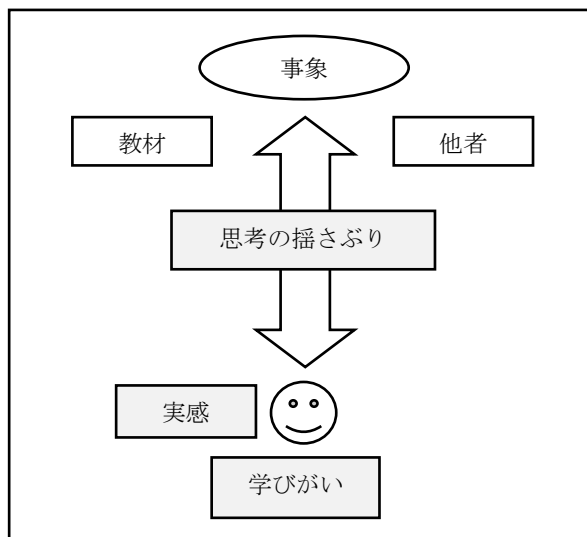 事象
教材
他者
思考の揺さぶり
実感
学びがい